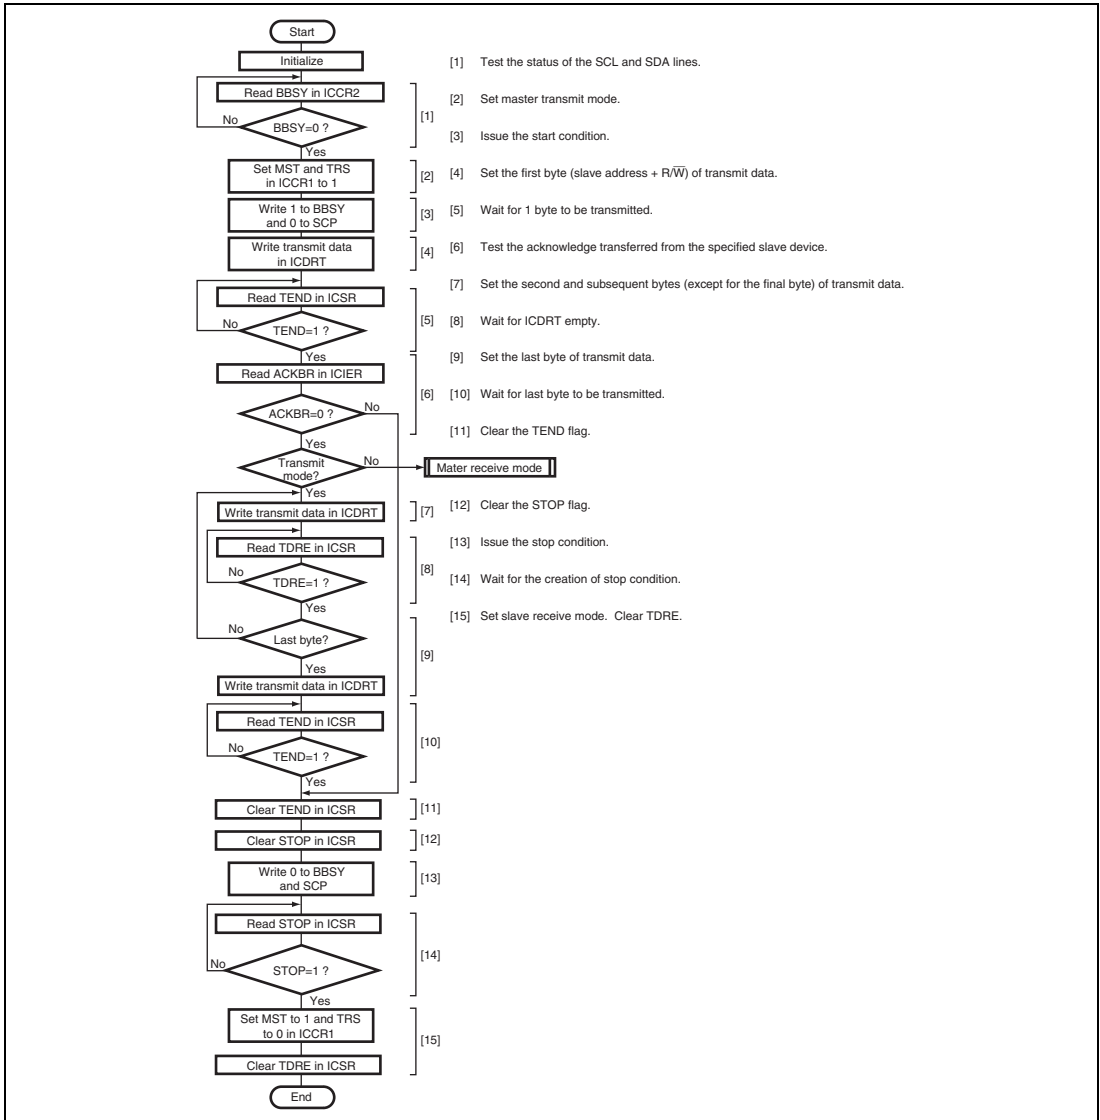 Start
Initialize
Read BBSY in ICCR2
BBSY=0 ?
No
Yes
[1]
Set MST and TRS
in ICCR1 to 1
[2]
Write 1 to BBSY
and 0 to SCP
[3]
Write transmit data
in ICDRT
[4]
Read TEND in ICSR
No
TEND=1 ?
Yes
[5]
Read ACKBR in ICIER
ACKBR=0 ?
No
Yes
[6]
Transmit
mode?
No
Mater receive mode
Yes
Write transmit data in ICDRT
[7]
Read TDRE in ICSR
No
TDRE=1 ?
Yes
[8]
No
Last byte?
Yes
[9]
Write transmit data in ICDRT
Read TEND in ICSR
No
TEND=1 ?
Yes
[10]
Clear TEND in ICSR
[11]
Clear STOP in ICSR
[12]
Write 0 to BBSY
and SCP
[13]
Read STOP in ICSR
No
STOP=1 ?
Yes
[14]
Set MST to 1 and TRS
to 0 in ICCR1
[15]
Clear TDRE in ICSR
End
[1] Test the status of the SCL and SDA lines.
[2] Set master transmit mode.
[3] Issue the start condition.
[4] Set the first byte (slave address + R/W̅) of transmit data.
[5] Wait for 1 byte to be transmitted.
[6] Test the acknowledge transferred from the specified slave device.
[7] Set the second and subsequent bytes (except for the final byte) of transmit data.
[8] Wait for ICDRT empty.
[9] Set the last byte of transmit data.
[10] Wait for last byte to be transmitted.
[11] Clear the TEND flag.
[12] Clear the STOP flag.
[13] Issue the stop condition.
[14] Wait for the creation of stop condition.
[15] Set slave receive mode. Clear TDRE.